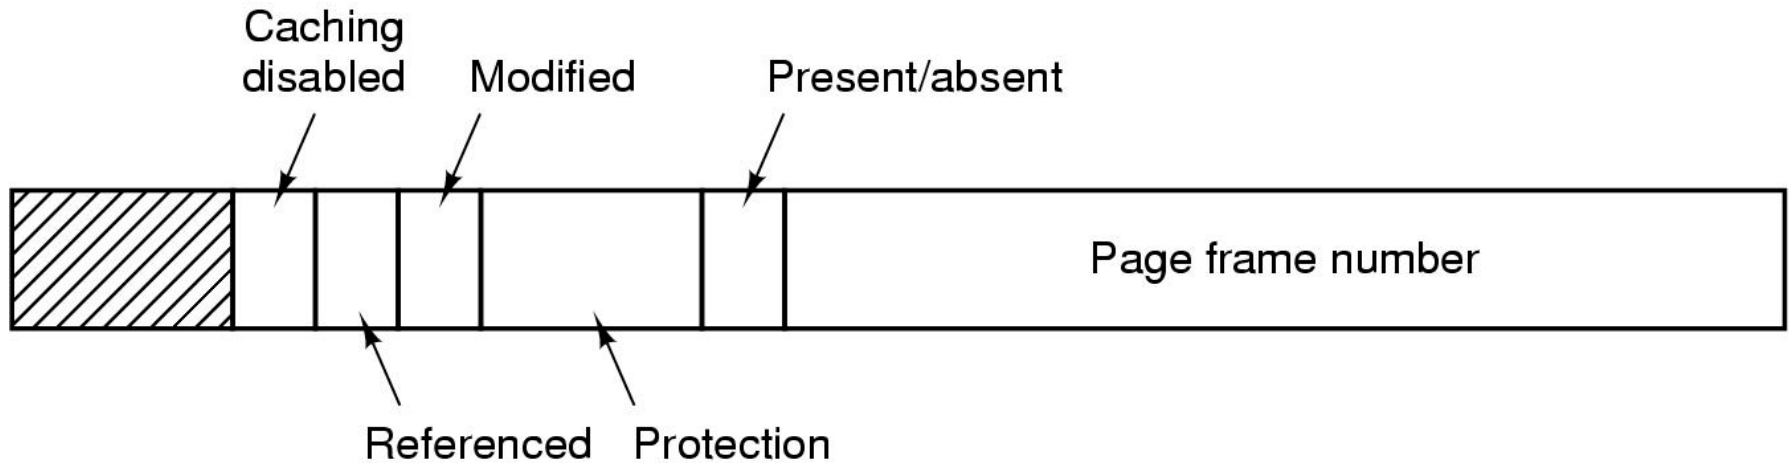 Caching
disabled
Modified
Present/absent
Page frame number
Referenced
Protection